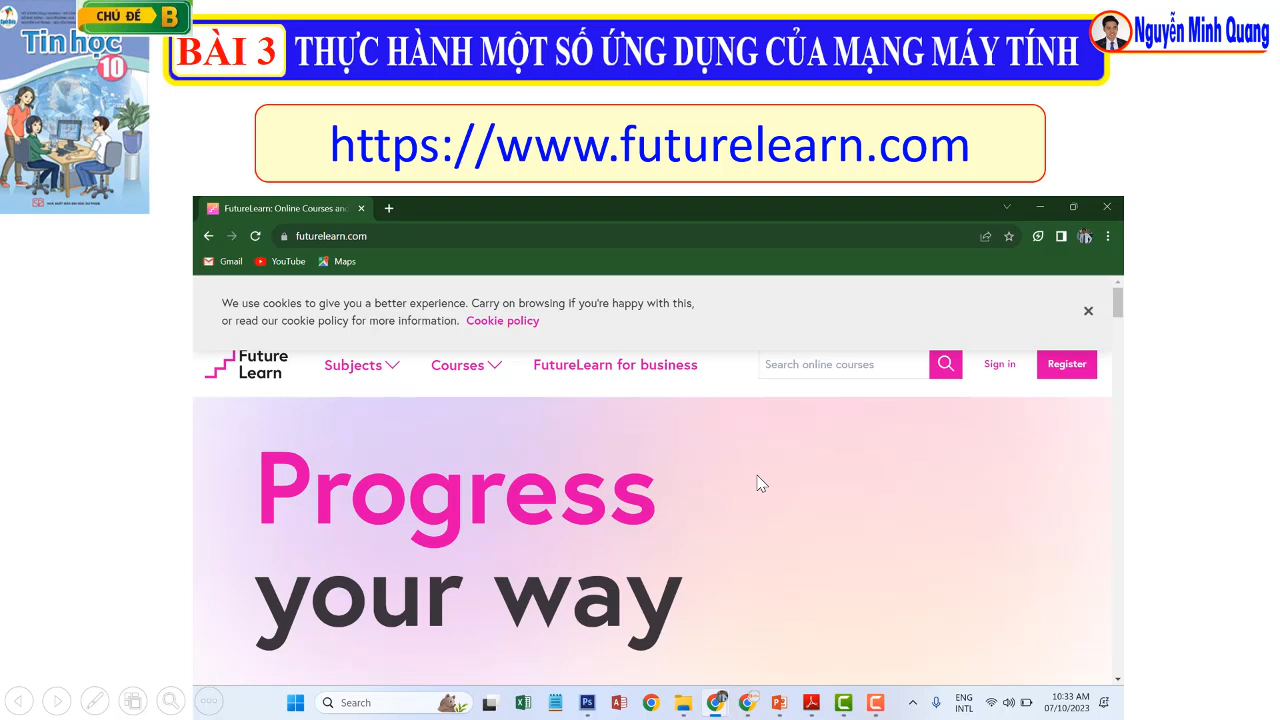 CHỦ ĐỀ B
Tin học
10
BÀI 3 THỰC HÀNH MỘT SỐ ỨNG DỤNG CỦA MẠNG MÁY TÍNH
Nguyễn Minh Quang
https://www.futurelearn.com
FutureLearn: Online Courses and
futurelearn.com
Gmail YouTube Maps
We use cookies to give you a better experience. Carry on browsing if you're happy with this,
or read our cookie policy for more information. Cookie policy
Future
Learn
Subjects Courses FutureLearn for business Search online courses Sign in Register
Progress
your way
Search
ENG
INTL
10:33 AM
07/10/2023